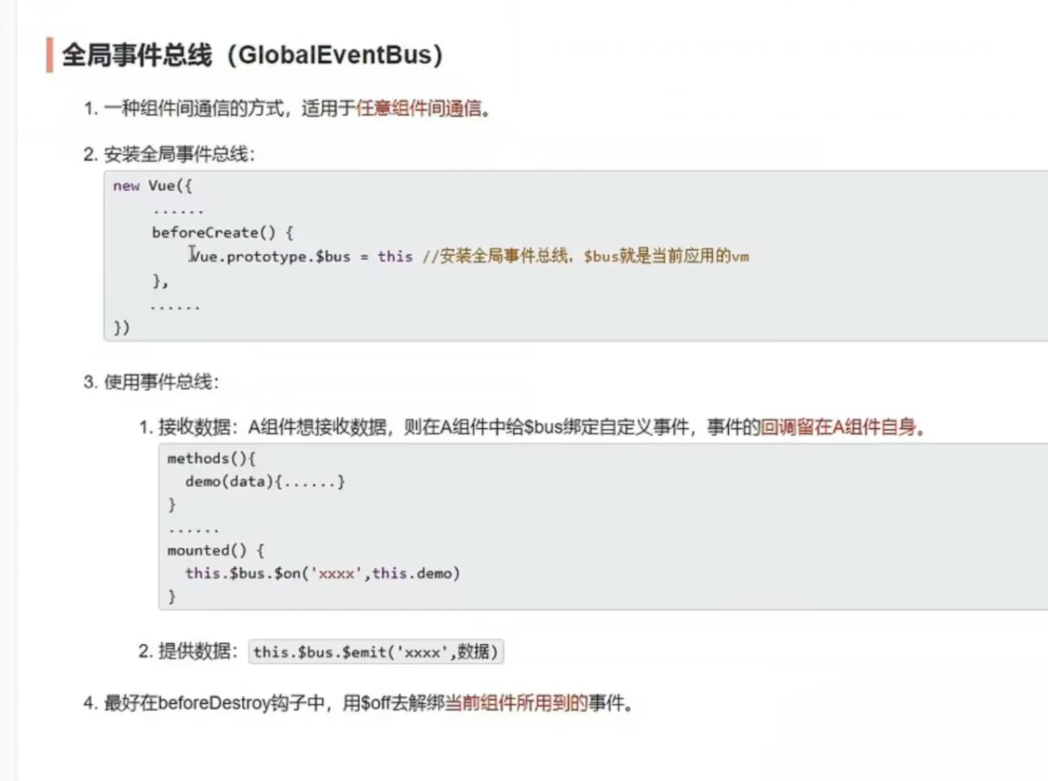 全局事件总线（GlobalEventBus）
1. 一种组件间通信的方式，适用于任意组件间通信。
2. 安装全局事件总线：
new Vue({
......
beforeCreate() {
Vue.prototype.$bus = this //安装全局事件总线，$bus就是当前应用的vm
},
......
})
3. 使用事件总线：
1. 接收数据：A组件想接收数据，则在A组件中给$bus绑定自定义事件，事件的回调留在A组件自身。
methods(){
demo(data){......}
}
......
mounted() {
this.$bus.$on('xxxx',this.demo)
}
2. 提供数据：this.$bus.$emit('xxxx',数据)
4. 最好在beforeDestroy钩子中，用$off去解绑当前组件所用到的事件。